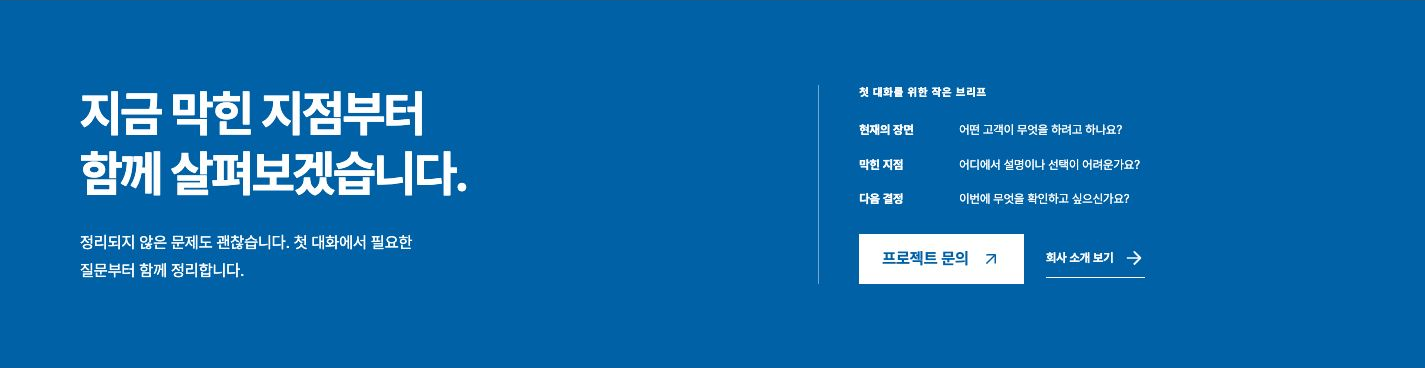 지금 막힌 지점부터
함께 살펴보겠습니다.
정리되지 않은 문제도 괜찮습니다. 첫 대화에서 필요한
질문부터 함께 정리합니다.
첫 대화를 위한 작은 브리프
현재의 장면 어떤 고객이 무엇을 하려고 하나요?
막힌 지점 어디에서 설명이나 선택이 어려운가요?
다음 결정 이번에 무엇을 확인하고 싶으신가요?
프로젝트 문의 회사 소개 보기